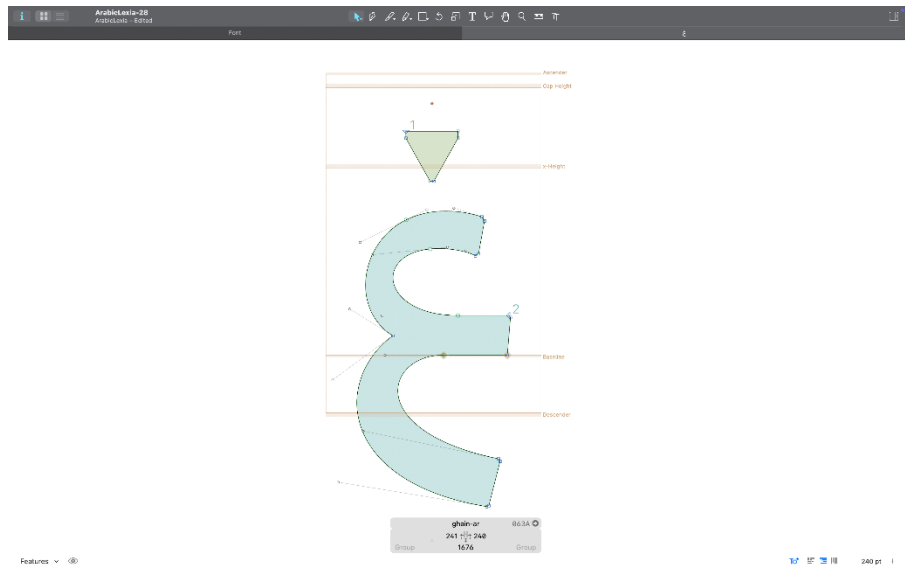 ArabicLexia-28
ArabicLexia - Edited
Font
ع
Ascender
Cap Height
1
x-Height
2
Baseline
Descender
ghain-ar 063A
241 240
Group 1676 Group
Features 240 pt